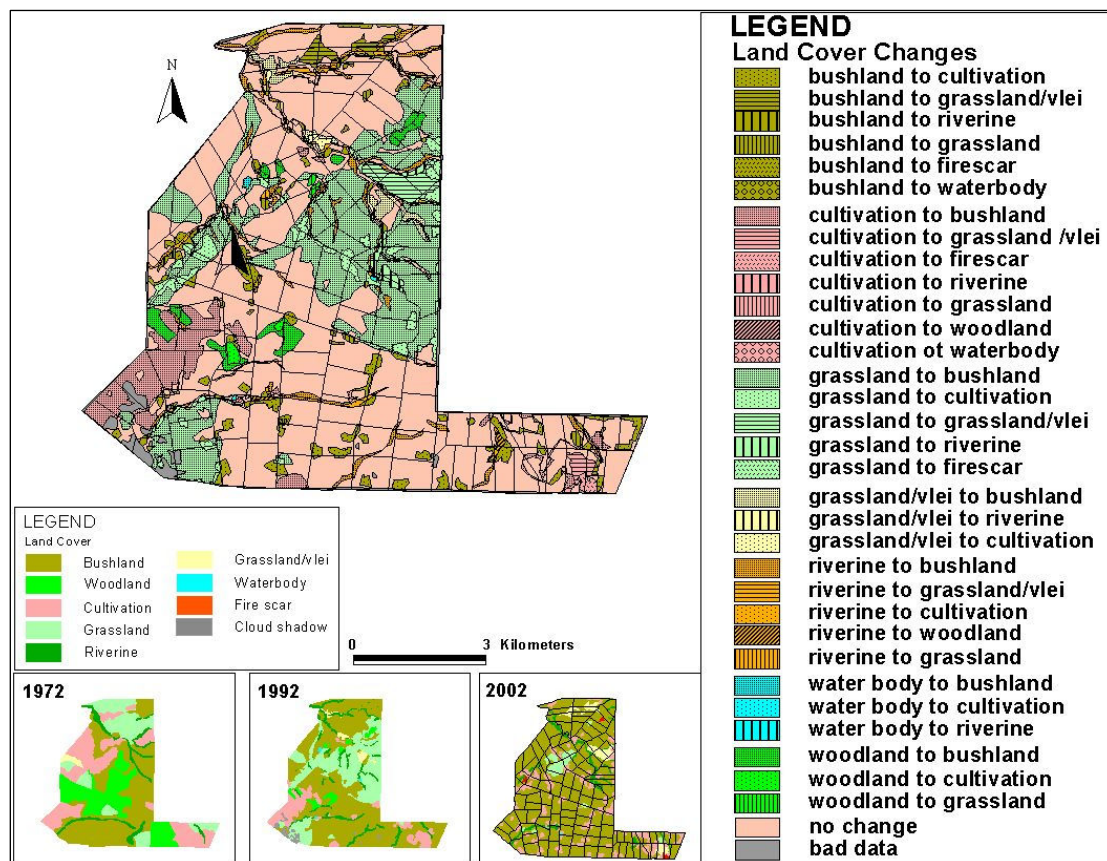 N
LEGEND
Land Cover
Bushland
Woodland
Cultivation
Grassland
Riverine
Grassland/vlei
Waterbody
Fire scar
Cloud shadow
0 3 Kilometers
1972
1992
2002
LEGEND
Land Cover Changes
bushland to cultivation
bushland to grassland/vlei
bushland to riverine
bushland to grassland
bushland to firescar
bushland to waterbody
cultivation to bushland
cultivation to grassland /vlei
cultivation to firescar
cultivation to riverine
cultivation to grassland
cultivation to woodland
cultivation ot waterbody
grassland to bushland
grassland to cultivation
grassland to grassland/vlei
grassland to riverine
grassland to firescar
grassland/vlei to bushland
grassland/vlei to riverine
grassland/vlei to cultivation
riverine to bushland
riverine to grassland/vlei
riverine to cultivation
riverine to woodland
riverine to grassland
water body to bushland
water body to cultivation
water body to riverine
woodland to bushland
woodland to cultivation
woodland to grassland
no change
bad data